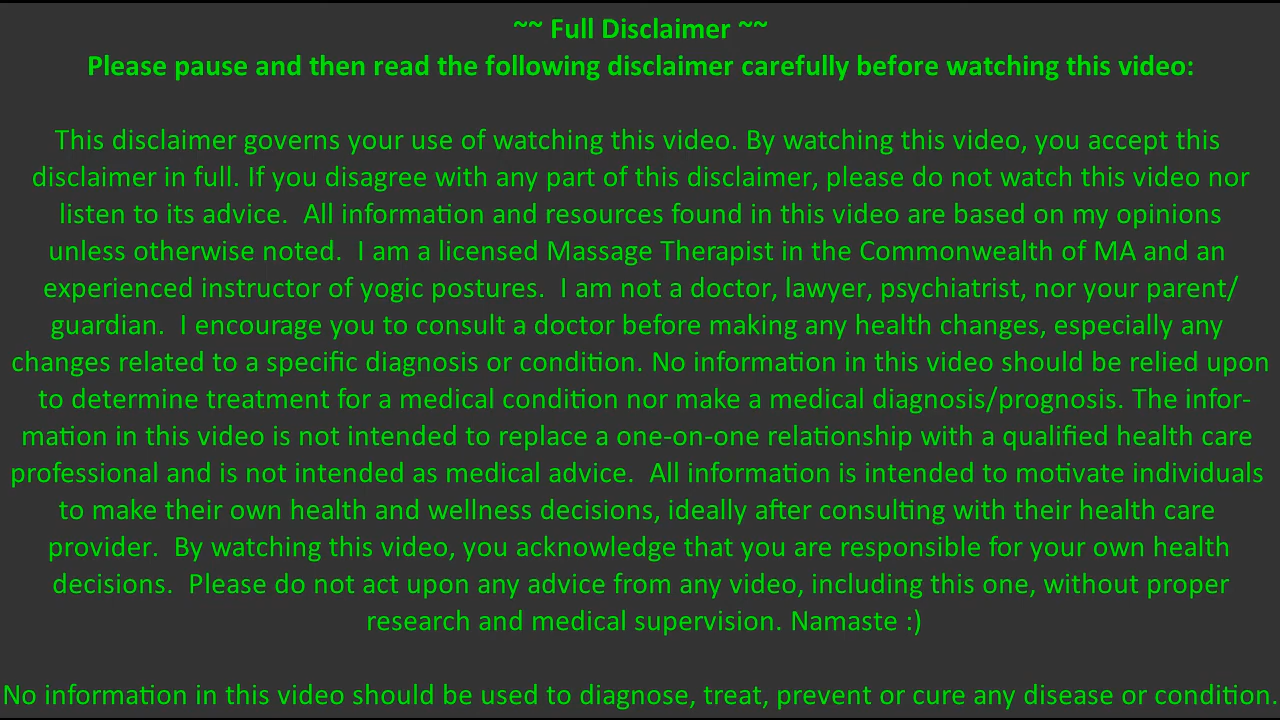 ~~ Full Disclaimer ~~
Please pause and then read the following disclaimer carefully before watching this video:
This disclaimer governs your use of watching this video. By watching this video, you accept this
disclaimer in full. If you disagree with any part of this disclaimer, please do not watch this video nor
listen to its advice.  All information and resources found in this video are based on my opinions
unless otherwise noted.  I am a licensed Massage Therapist in the Commonwealth of MA and an
experienced instructor of yogic postures.  I am not a doctor, lawyer, psychiatrist, nor your parent/
guardian.  I encourage you to consult a doctor before making any health changes, especially any
changes related to a specific diagnosis or condition. No information in this video should be relied upon
to determine treatment for a medical condition nor make a medical diagnosis/prognosis. The infor-
mation in this video is not intended to replace a one-on-one relationship with a qualified health care
professional and is not intended as medical advice.  All information is intended to motivate individuals
to make their own health and wellness decisions, ideally after consulting with their health care
provider.  By watching this video, you acknowledge that you are responsible for your own health
decisions.  Please do not act upon any advice from any video, including this one, without proper
research and medical supervision. Namaste :)
No information in this video should be used to diagnose, treat, prevent or cure any disease or condition.